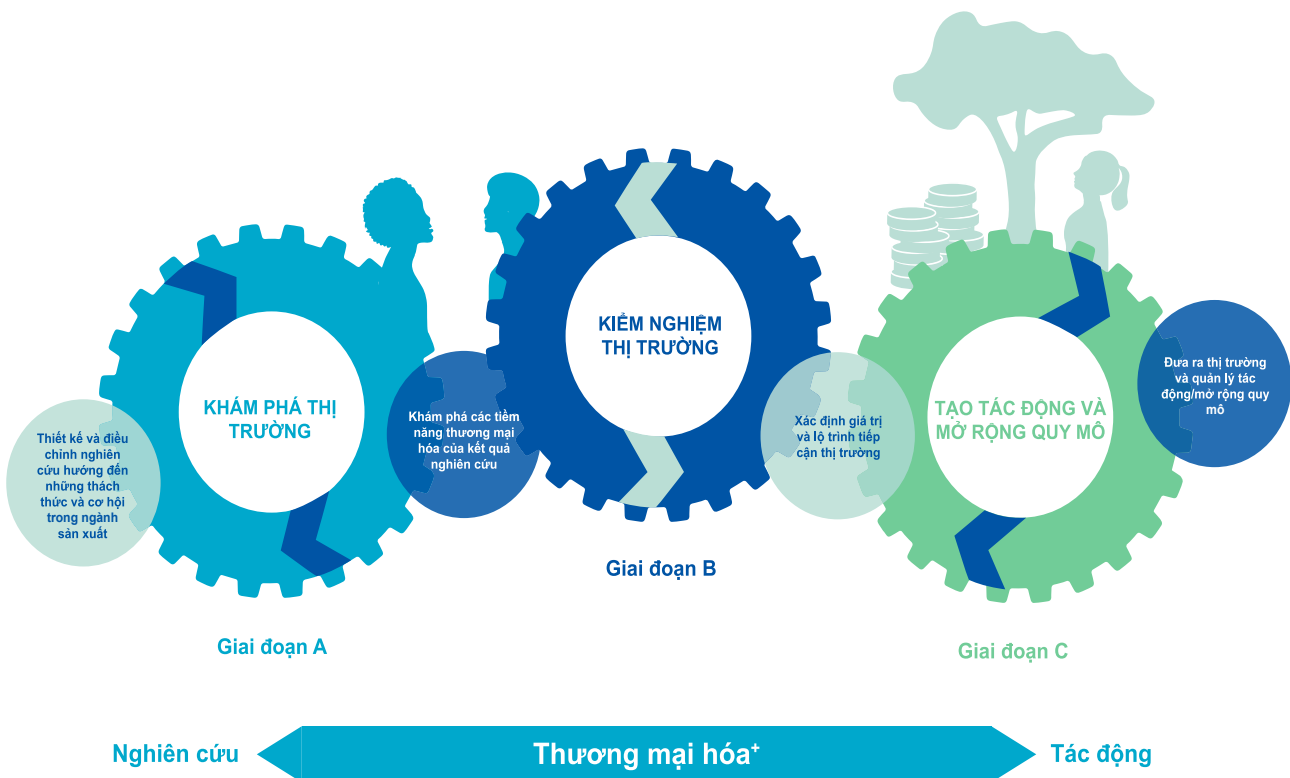 KIỂM NGHIỆM
THỊ TRƯỜNG
KHÁM PHÁ THỊ
TRƯỜNG
TẠO TÁC ĐỘNG VÀ
MỞ RỘNG QUY MÔ
Thiết kế và điều
chỉnh nghiên
cứu hướng đến
những thách
thức và cơ hội
trong ngành
sản xuất
Khám phá các tiềm
năng thương mại
hóa của kết quả
nghiên cứu
Xác định giá trị
và lộ trình tiếp
cận thị trường
Đưa ra thị trường
và quản lý tác
động/mở rộng quy
mô
Giai đoạn A
Giai đoạn B
Giai đoạn C
Nghiên cứu
Thương mại hóa⁺
Tác động